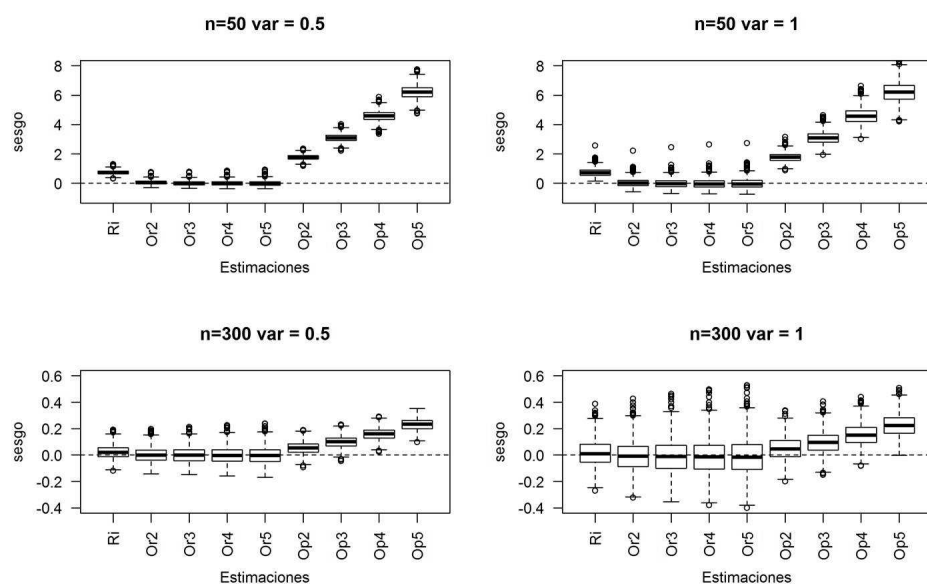 n=50 var = 0.5
sesgo
8
6
4
2
0
Ri Or2 Or3 Or4 Or5 Op2 Op3 Op4 Op5
Estimaciones
n=50 var = 1
sesgo
8
6
4
2
0
Ri Or2 Or3 Or4 Or5 Op2 Op3 Op4 Op5
Estimaciones
n=300 var = 0.5
sesgo
0.6
0.4
0.2
0.0
-0.2
-0.4
Ri Or2 Or3 Or4 Or5 Op2 Op3 Op4 Op5
Estimaciones
n=300 var = 1
sesgo
0.6
0.4
0.2
0.0
-0.2
-0.4
Ri Or2 Or3 Or4 Or5 Op2 Op3 Op4 Op5
Estimaciones